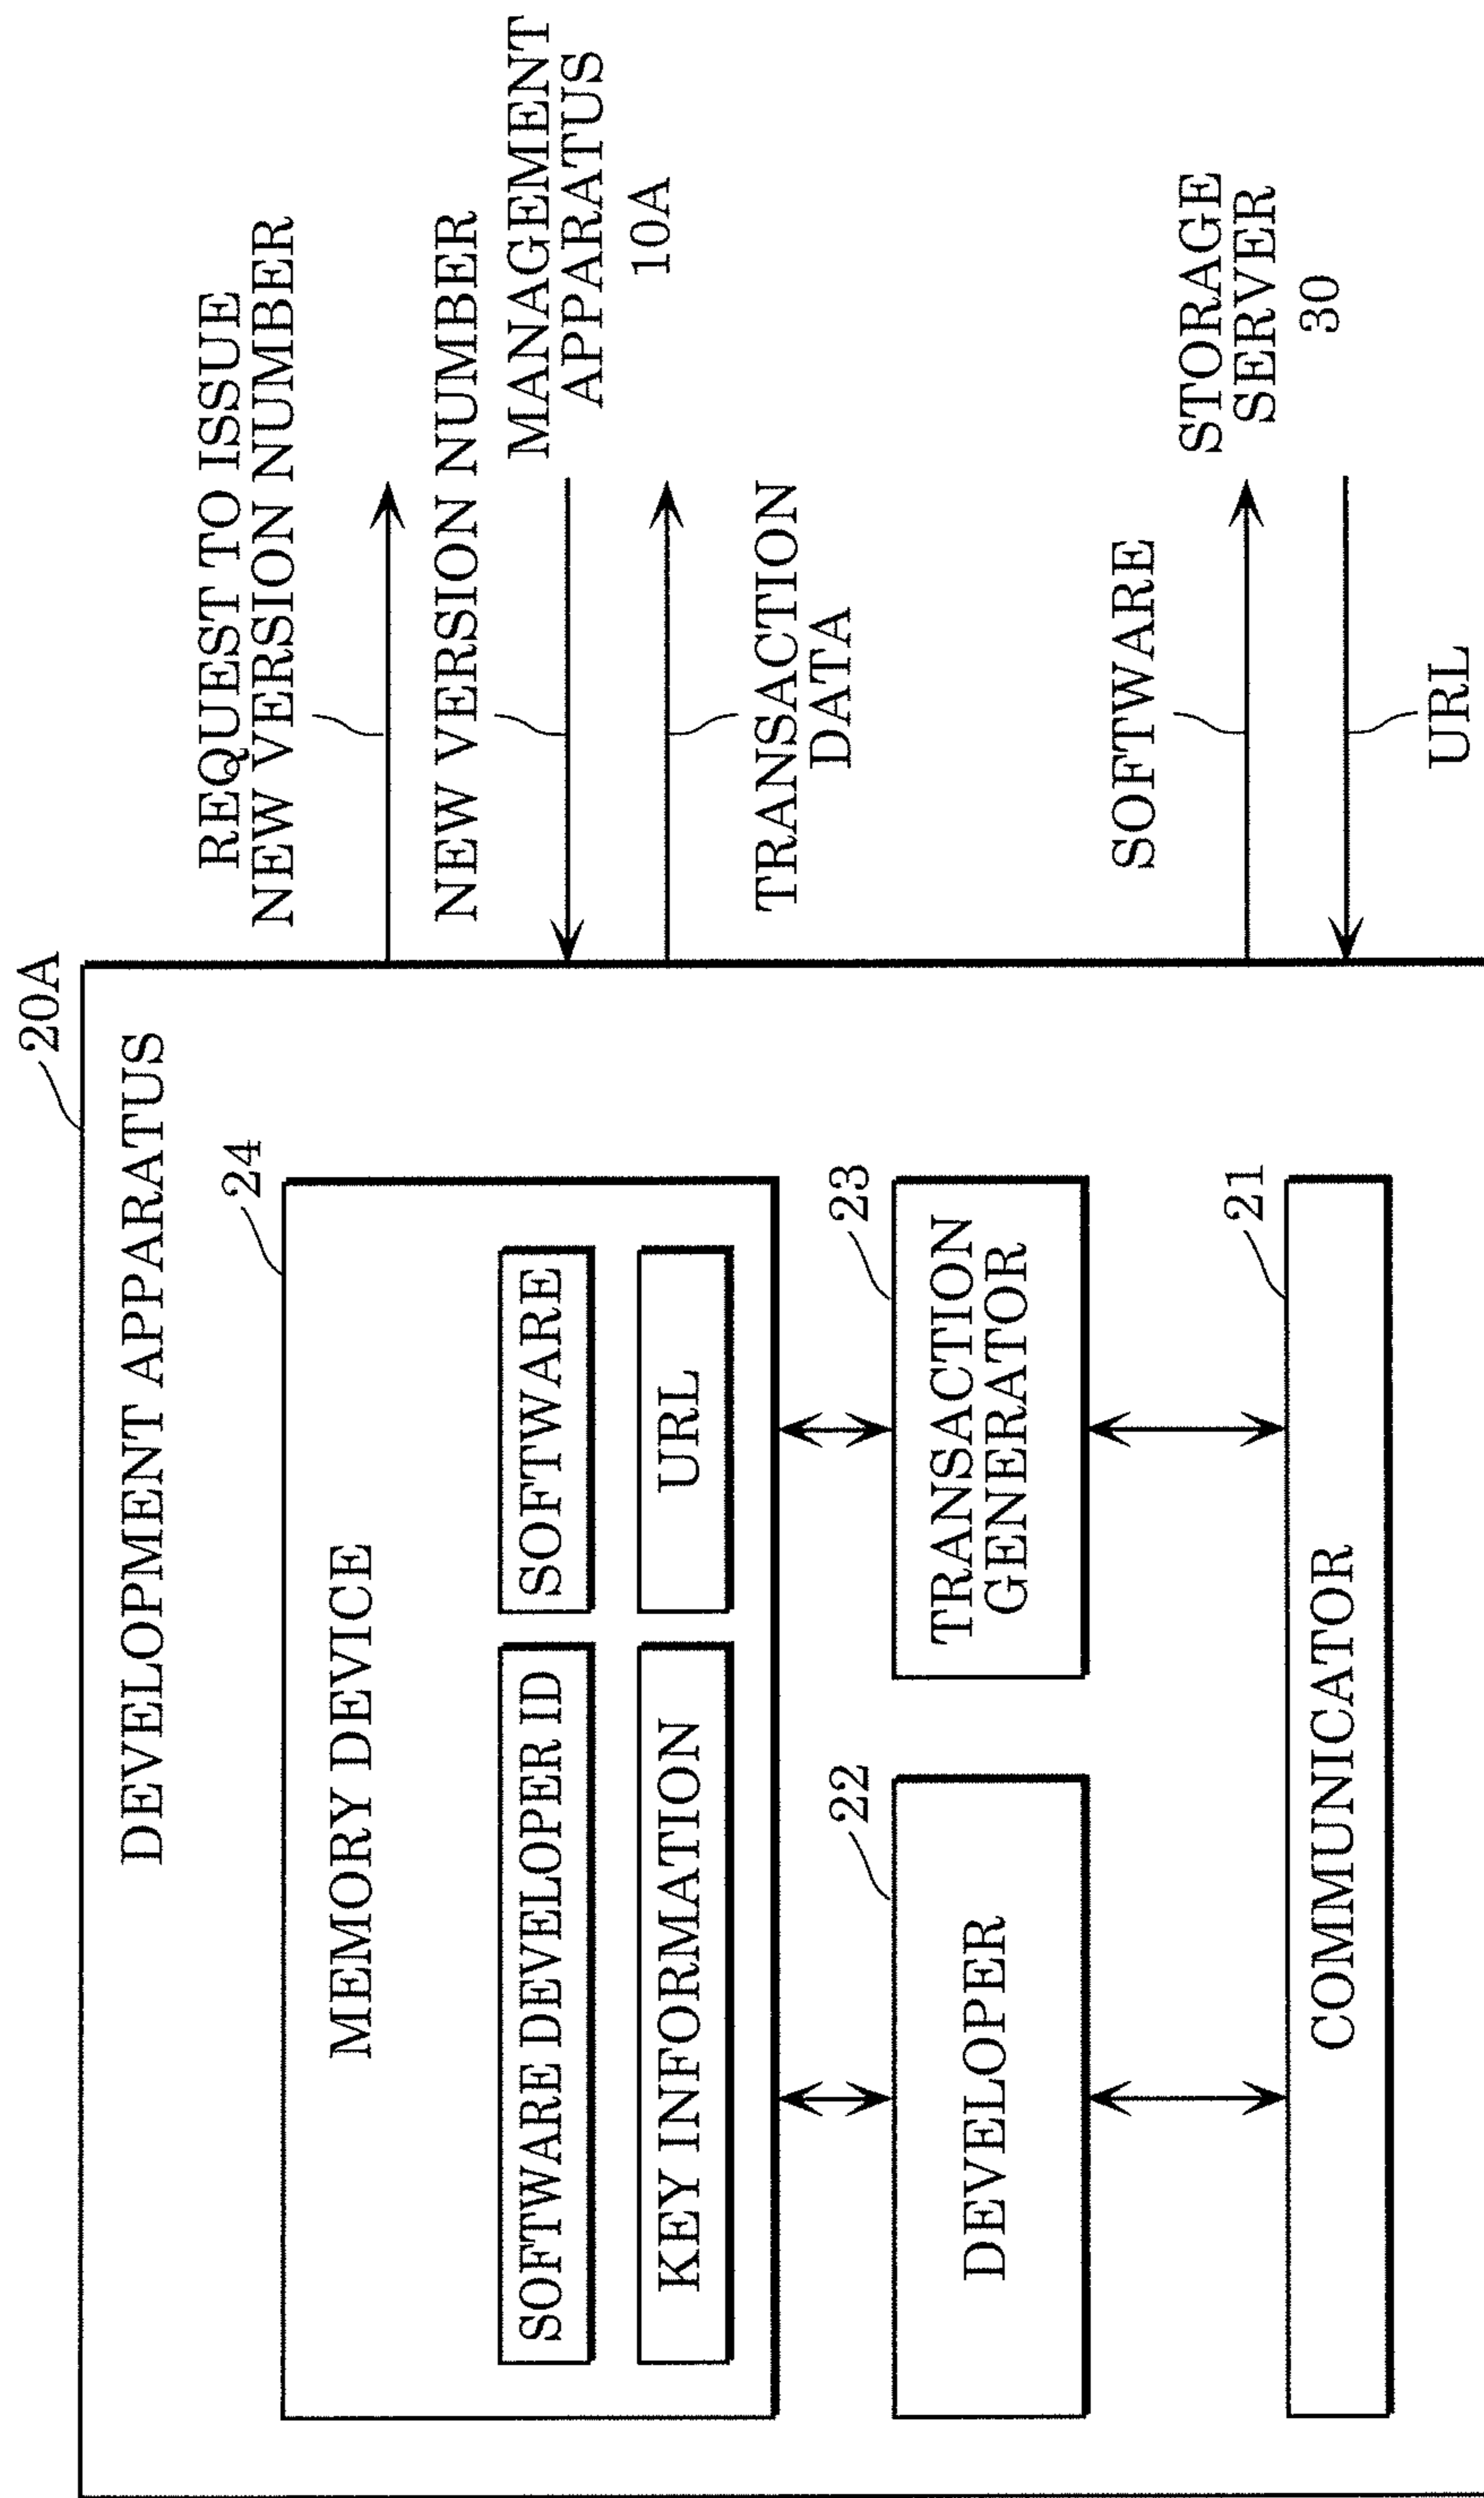 20A
DEVELOPMENT APPARATUS
24
MEMORY DEVICE
SOFTWARE DEVELOPER ID
SOFTWARE
KEY INFORMATION
URL
22
DEVELOPER
23
TRANSACTION
GENERATOR
21
COMMUNICATOR
REQUEST TO ISSUE
NEW VERSION NUMBER
NEW VERSION NUMBER
MANAGEMENT
APPARATUS
10A
TRANSACTION
DATA
SOFTWARE
STORAGE
SERVER
30
URL